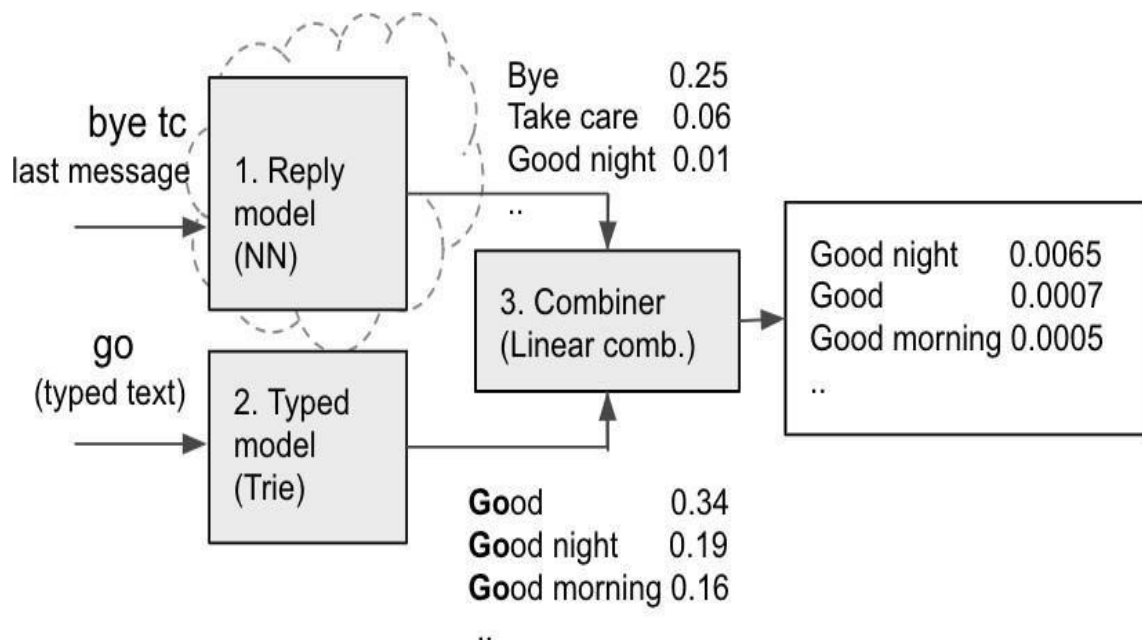 bye tc
last message
1. Reply
model
(NN)
Bye 0.25
Take care 0.06
Good night 0.01
..
go
(typed text)
2. Typed
model
(Trie)
3. Combiner
(Linear comb.)
Good 0.34
Good night 0.19
Good morning 0.16
..
Good night 0.0065
Good 0.0007
Good morning 0.0005
..